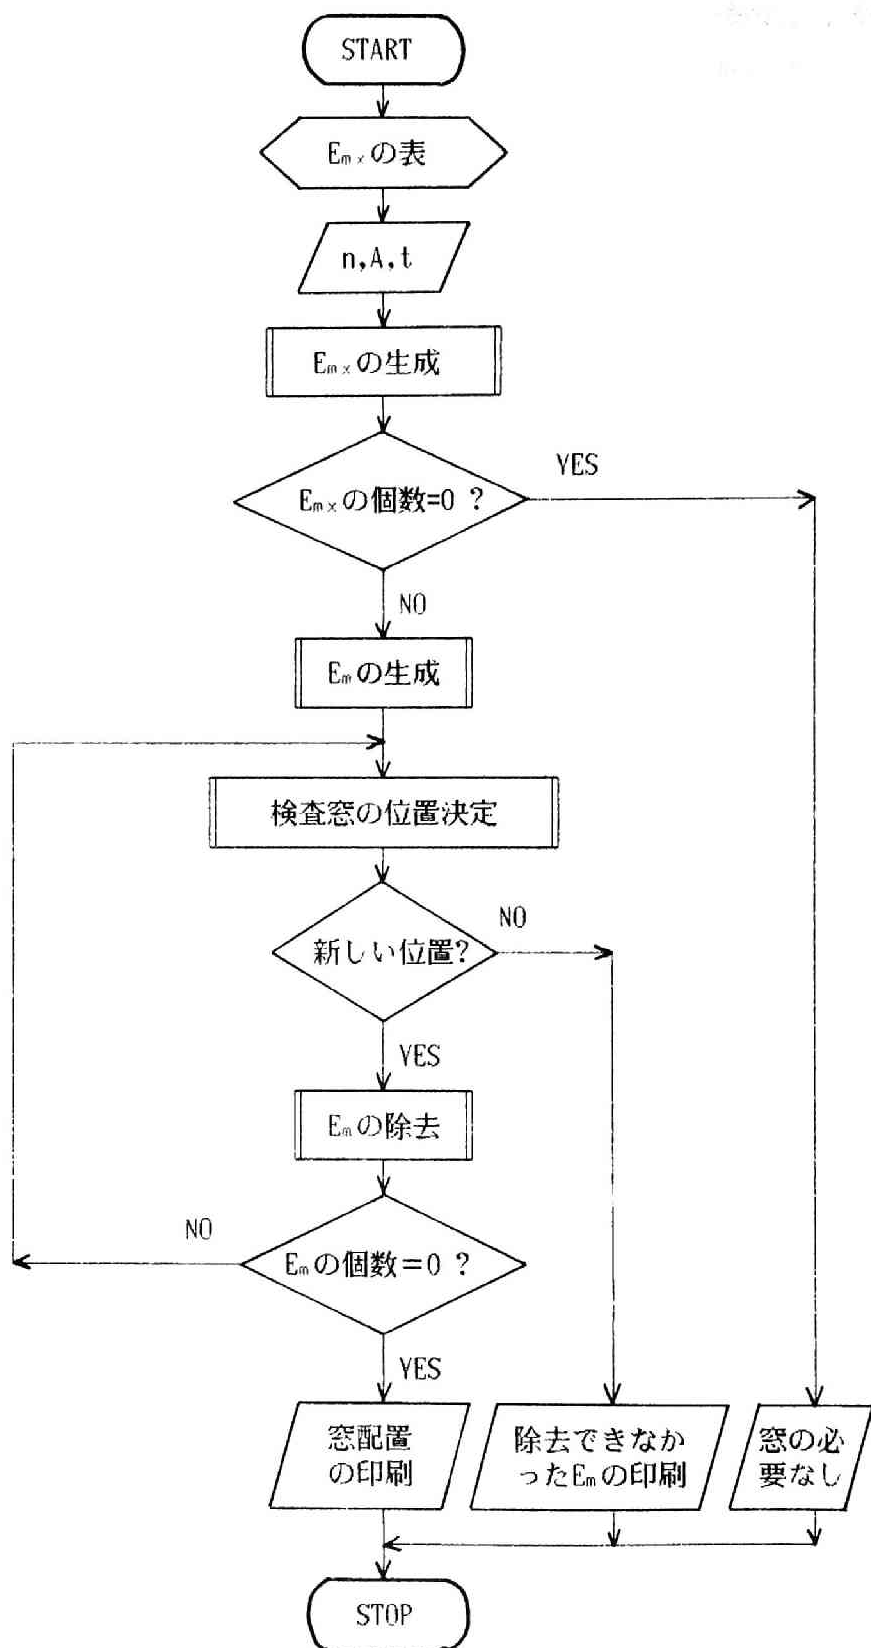 START
Emxの表
n,A,t
Emxの生成
Emxの個数=0 ?
YES
NO
Emの生成
検査窓の位置決定
新しい位置?
NO
YES
Emの除去
Emの個数=0 ?
NO
YES
窓配置
の印刷
除去できなか
ったEmの印刷
窓の必
要なし
STOP